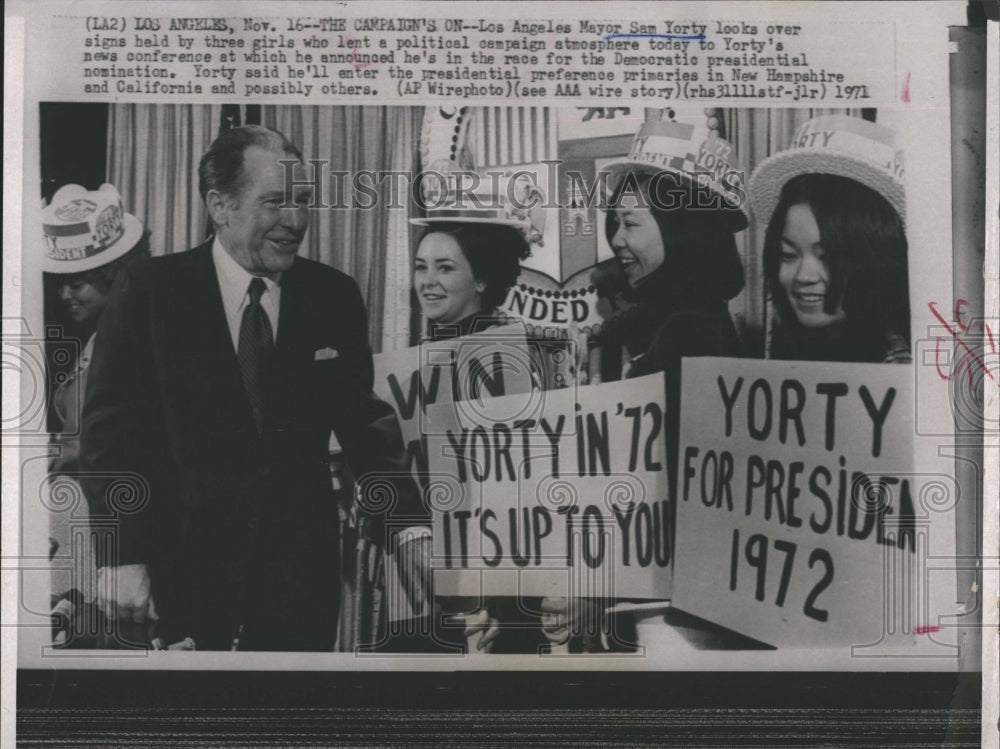 (LA2) LOS ANGELES, Nov. 16--THE CAMPAIGN'S ON--Los Angeles Mayor Sam Yorty looks over
signs held by three girls who lent a political campaign atmosphere today to Yorty's
news conference at which he announced he's in the race for the Democratic presidential
nomination. Yorty said he'll enter the presidential preference primaries in New Hampshire
and California and possibly others. (AP Wirephoto)(see AAA wire story)(rhs31111stf-jlr) 1971
HISTORIC IMAGES
YORTY
YORTY
NDED
WiN
YORTY iN '72
iT'S UP TO YOU
YORTY
FOR PRESiDEN
1972